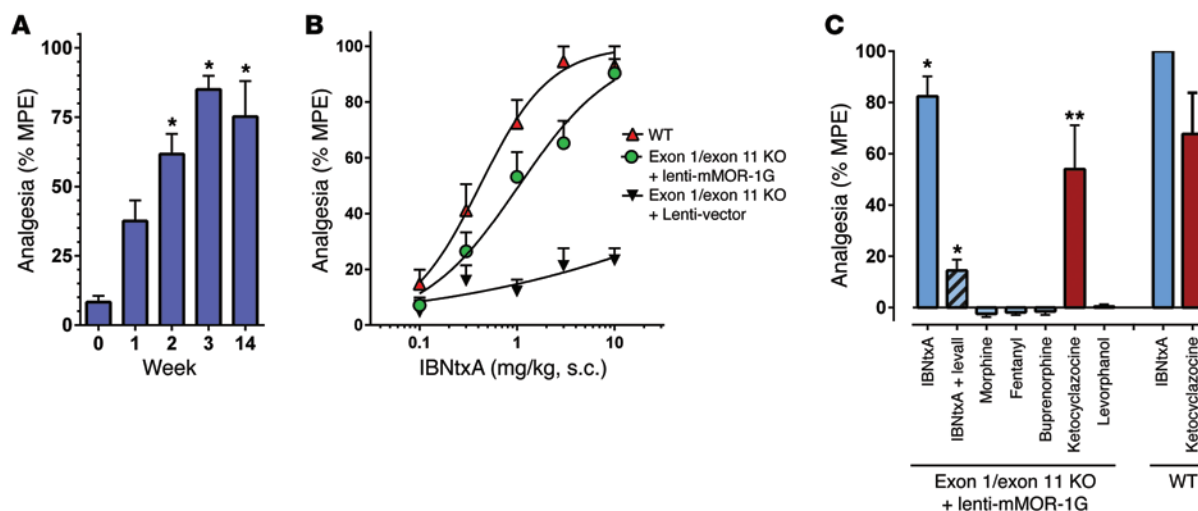 A
Analgesia (% MPE)
100
75
50
25
0
*
*
*
0 1 2 3 14
Week
B
Analgesia (% MPE)
100
80
60
40
20
0
0.1 1 10
IBNtxA (mg/kg, s.c.)
WT
Exon 1/exon 11 KO
+ lenti-mMOR-1G
Exon 1/exon 11 KO
+ Lenti-vector
C
Analgesia (% MPE)
100
80
60
40
20
0
*
*
**
IBNtxA
IBNtxA + levall
Morphine
Fentanyl
Buprenorphine
Ketocyclazocine
Levorphanol
IBNtxA
Ketocyclazocine
Exon 1/exon 11 KO
+ lenti-mMOR-1G
WT